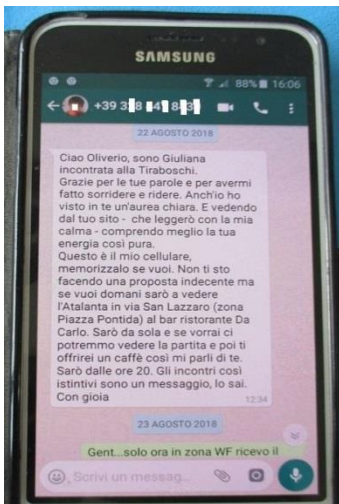 SAMSUNG
88% 16:06
+39 3
22 AGOSTO 2018
Ciao Oliverio, sono Giuliana
incontrata alla Tiraboschi.
Grazie per le tue parole e per avermi
fatto sorridere e ridere. Anch'io ho
visto in te un'aurea chiara. E vedendo
dal tuo sito - che leggerò con la mia
calma - comprendo meglio la tua
energia così pura.
Questo è il mio cellulare,
memorizzalo se vuoi. Non ti sto
facendo una proposta indecente ma
se vuoi domani sarò a vedere
l'Atalanta in via San Lazzaro (zona
Piazza Pontida) al bar ristorante Da
Carlo. Sarò da sola e se vorrai ci
potremmo vedere la partita e poi ti
offrirei un caffè così mi parli di te.
Sarò dalle ore 20. Gli incontri così
istintivi sono un messaggio, lo sai.
Con gioia
12:34
23 AGOSTO 2018
Gent...solo ora in zona WF ricevo il
Scrivi un messag...